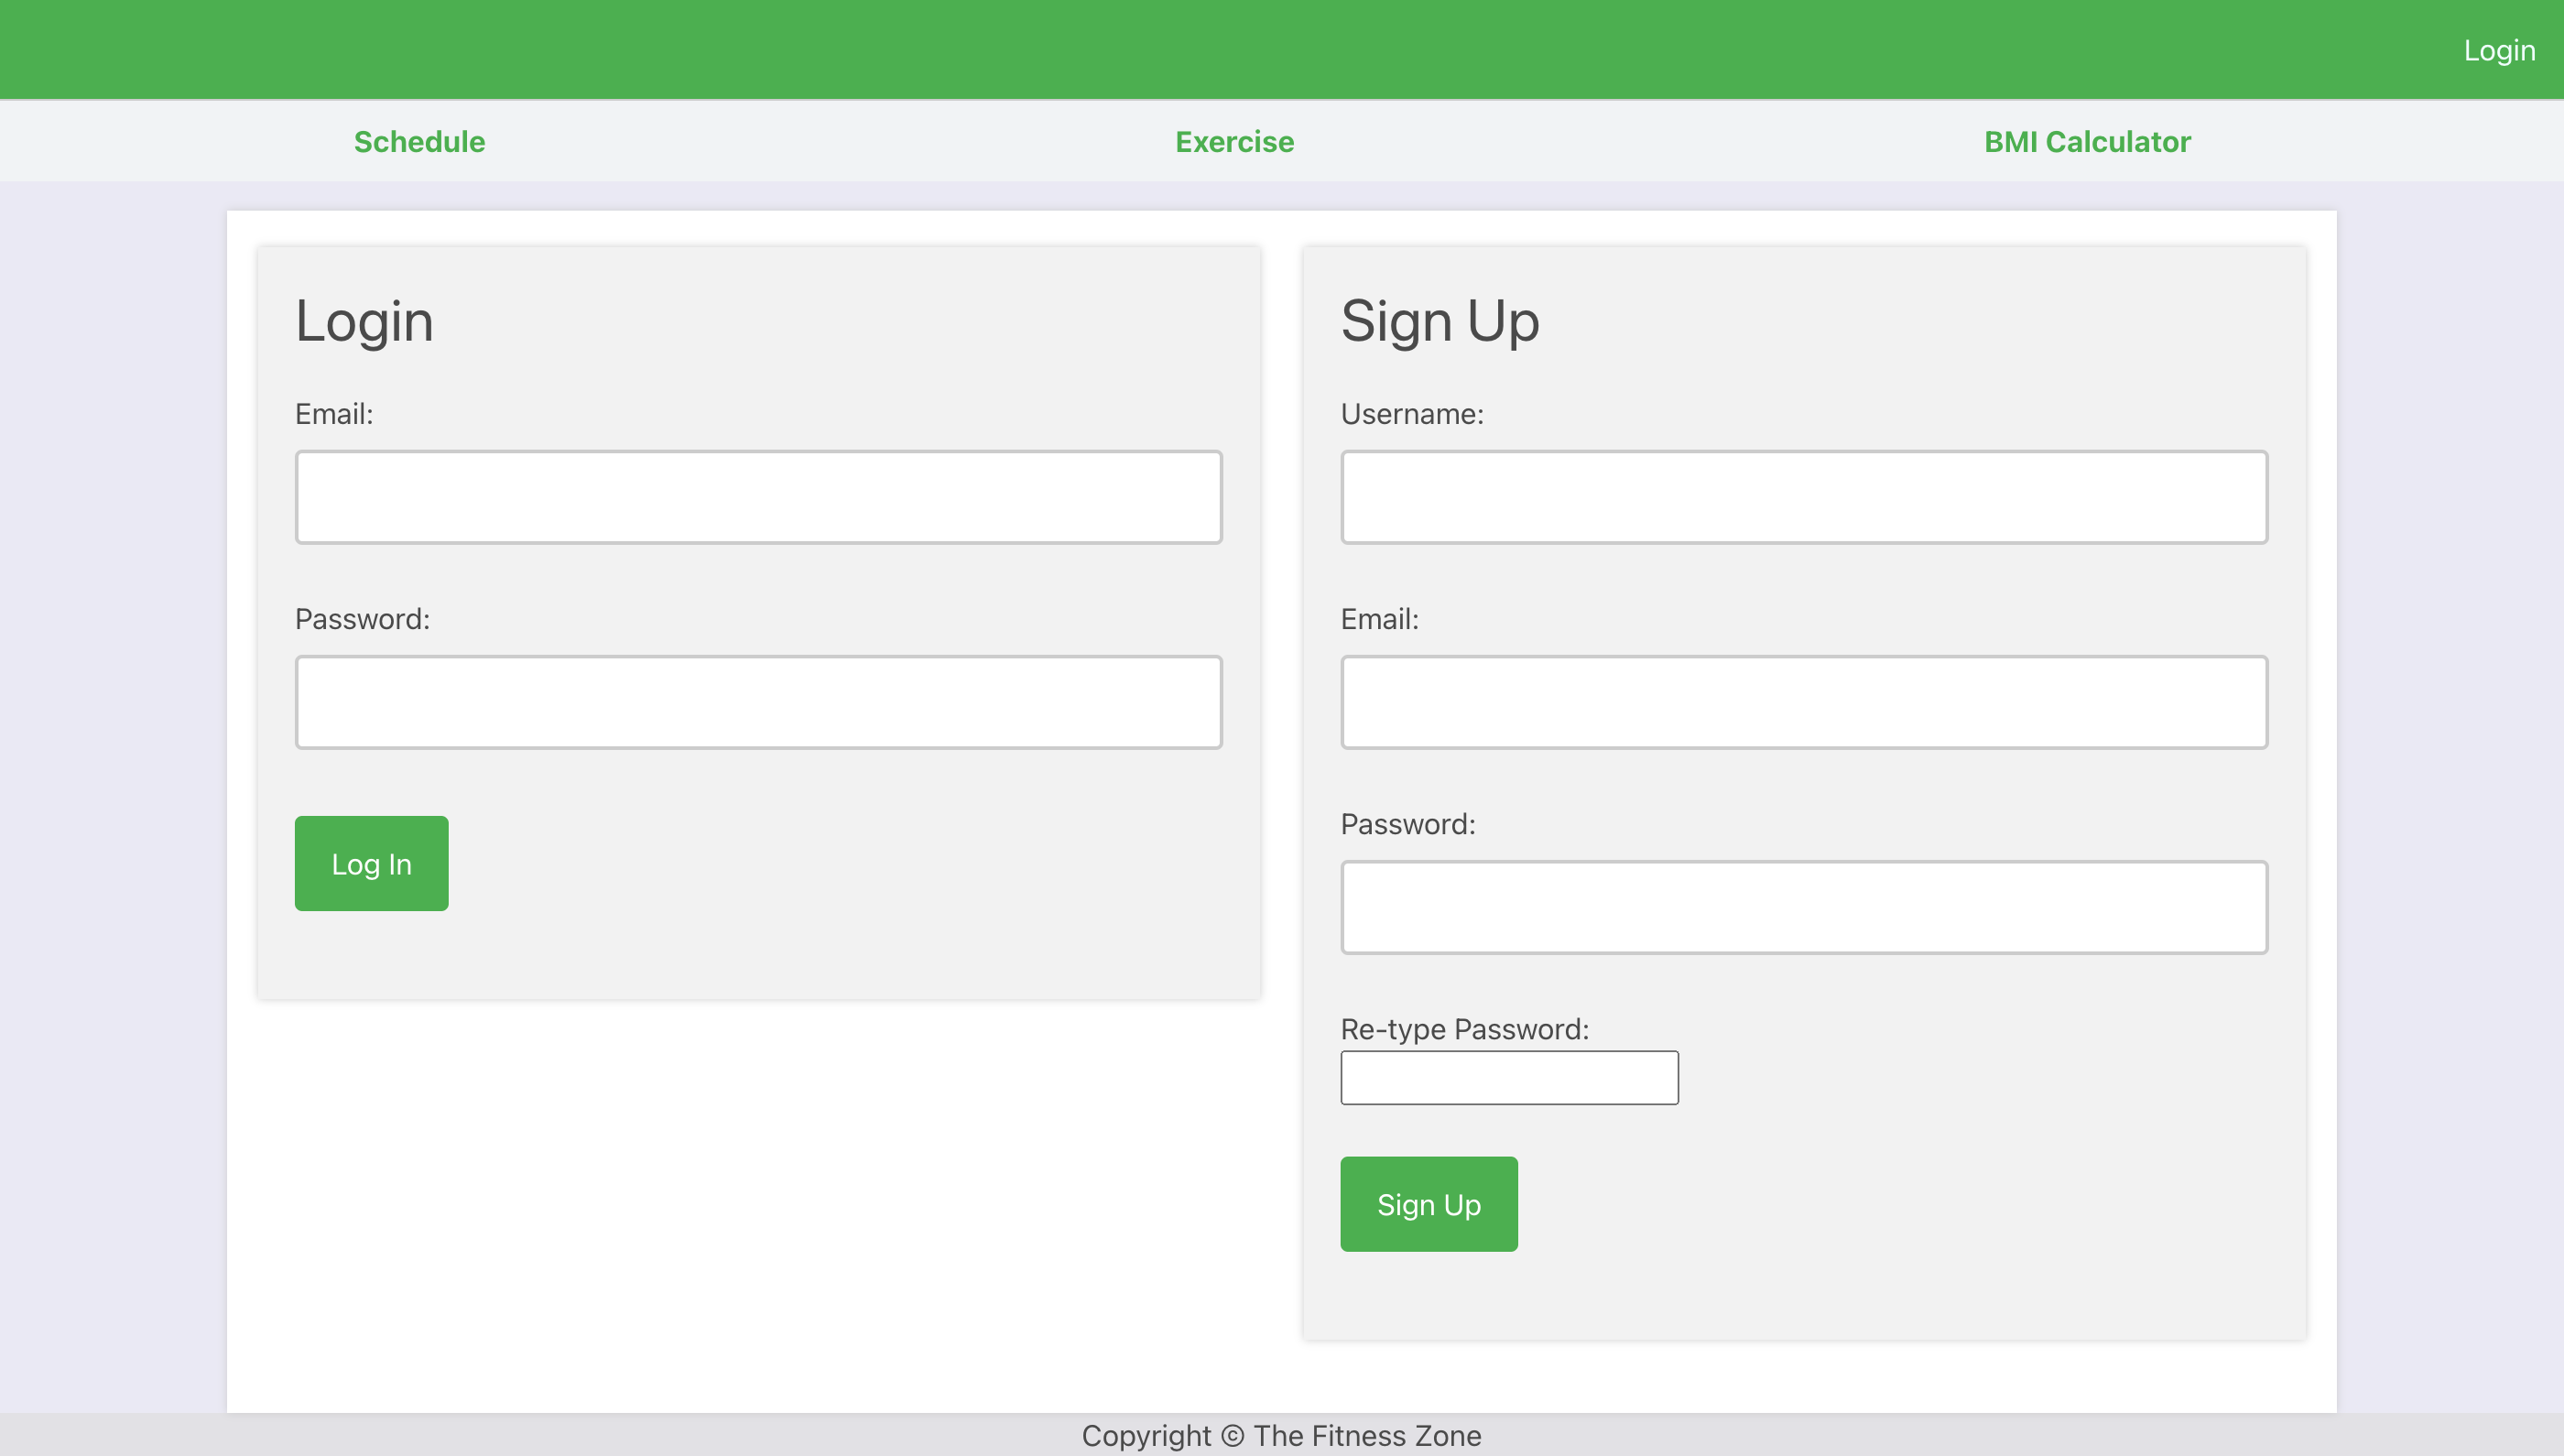 Login
Schedule
Exercise
BMI Calculator
Login
Email:
Password:
Log In
Sign Up
Username:
Email:
Password:
Re-type Password:
Sign Up
Copyright © The Fitness Zone